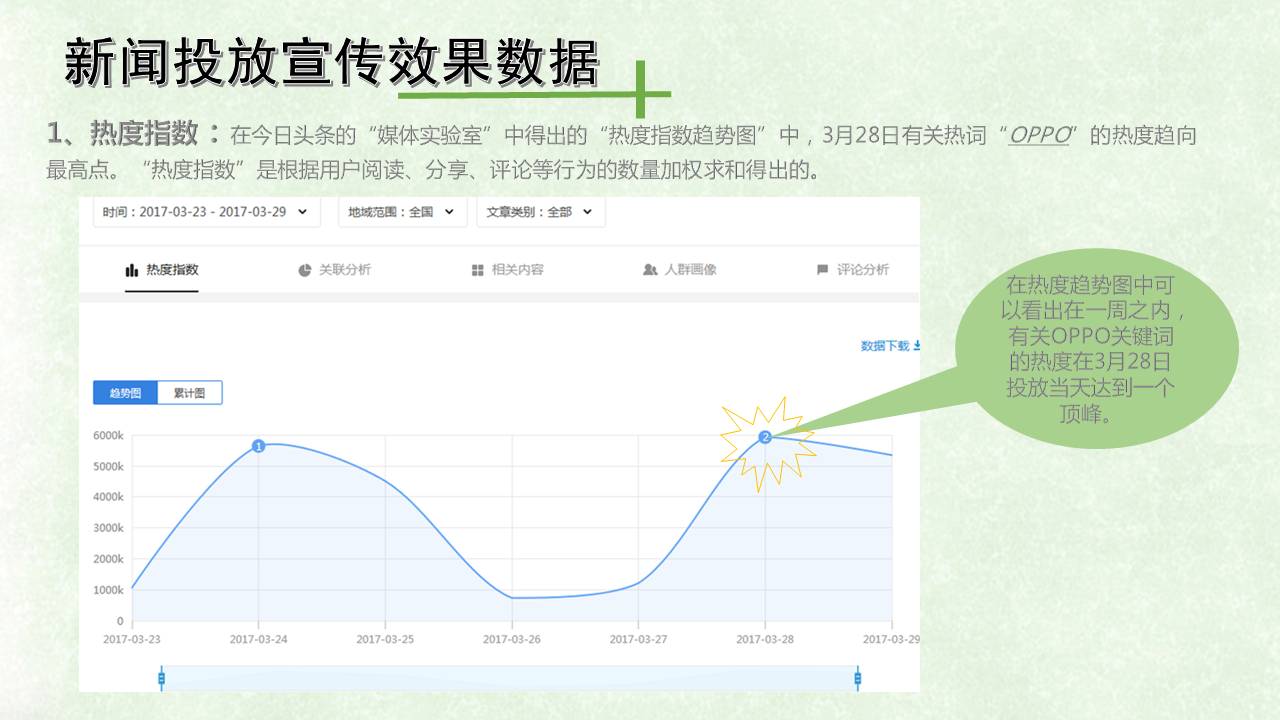 新闻投放宣传效果数据
1、热度指数：在今日头条的“媒体实验室”中得出的“热度指数趋势图”中，3月28日有关热词“OPPO”的热度趋向
最高点。“热度指数”是根据用户阅读、分享、评论等行为的数量加权求和得出的。
时间：2017-03-23 - 2017-03-29 地域范围：全国 文章类别：全部
热度指数 关联分析 相关内容 人群画像 评论分析
数据下载
趋势图 累计图
在热度趋势图中可
以看出在一周之内，
有关OPPO关键词
的热度在3月28日
投放当天达到一个
顶峰。
6000k
5000k
4000k
3000k
2000k
1000k
0
1
2
2017-03-23 2017-03-24 2017-03-25 2017-03-26 2017-03-27 2017-03-28 2017-03-29